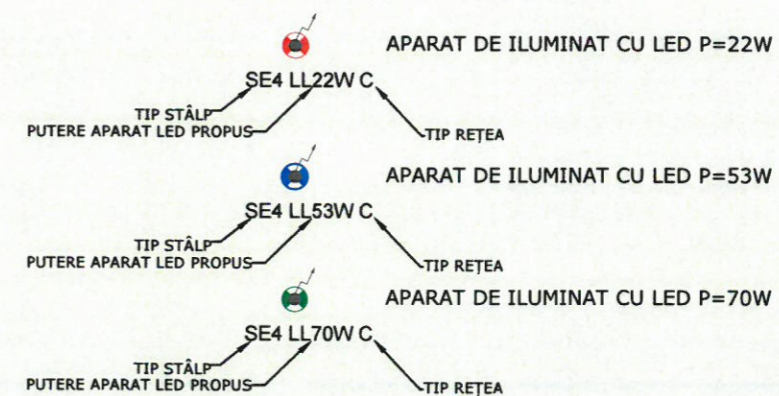 APARAT DE ILUMINAT CU LED P=22W
SE4 LL22W C
TIP STÂLP
PUTERE APARAT LED PROPUS
TIP REȚEA
APARAT DE ILUMINAT CU LED P=53W
SE4 LL53W C
TIP STÂLP
PUTERE APARAT LED PROPUS
TIP REȚEA
APARAT DE ILUMINAT CU LED P=70W
SE4 LL70W C
TIP STÂLP
PUTERE APARAT LED PROPUS
TIP REȚEA